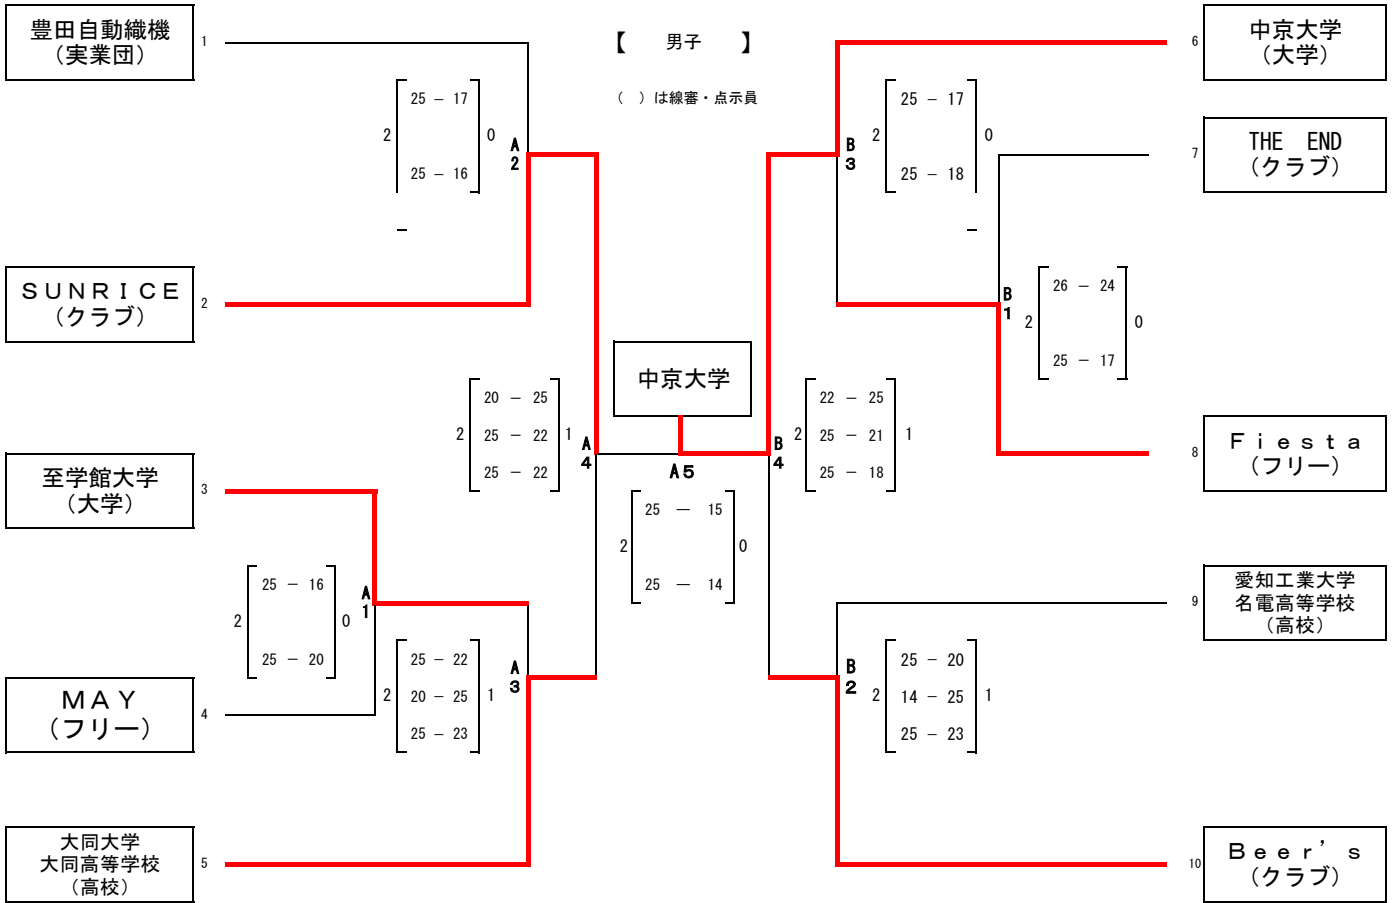 豊田自動織機
（実業団）
1
【　男子　】
（　）は線審・点示員
6
中京大学
（大学）
25 － 17
2
0
25 － 16
－
A
2
B
3
25 － 17
2
0
25 － 18
－
7
THE　END
（クラブ）
ＳＵＮＲＩＣＥ
（クラブ）
2
B
1
26 － 24
2
0
25 － 17
中京大学
20 － 25
2
25 － 22
1
25 － 22
A
4
A5
B
4
22 － 25
2
25 － 21
1
25 － 18
8
Ｆｉｅｓｔａ
（フリー）
至学館大学
（大学）
3
25 － 15
2
0
25 － 14
25 － 16
2
0
25 － 20
A
1
9
愛知工業大学
名電高等学校
（高校）
ＭＡＹ
（フリー）
4
25 － 22
2
20 － 25
1
25 － 23
A
3
B
2
25 － 20
2
14 － 25
1
25 － 23
大同大学
大同高等学校
（高校）
5
10
Ｂｅｅｒ’ｓ
（クラブ）